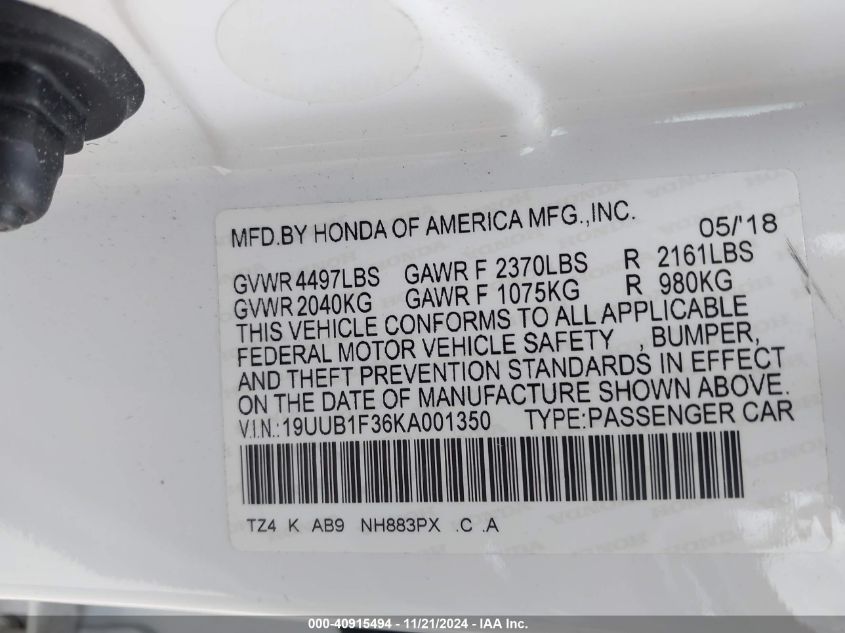 MFD.BY HONDA OF AMERICA MFG.,INC. 05/'18
GVWR 4497LBS GAWR F 2370LBS R 2161LBS
GVWR 2040KG GAWR F 1075KG R 980KG
THIS VEHICLE CONFORMS TO ALL APPLICABLE
FEDERAL MOTOR VEHICLE SAFETY , BUMPER,
AND THEFT PREVENTION STANDARDS IN EFFECT
ON THE DATE OF MANUFACTURE SHOWN ABOVE.
V.I.N.:19UUB1F36KA001350 TYPE:PASSENGER CAR
TZ4 K AB9 NH883PX .C .A
000-40915494 - 11/21/2024 - IAA Inc.